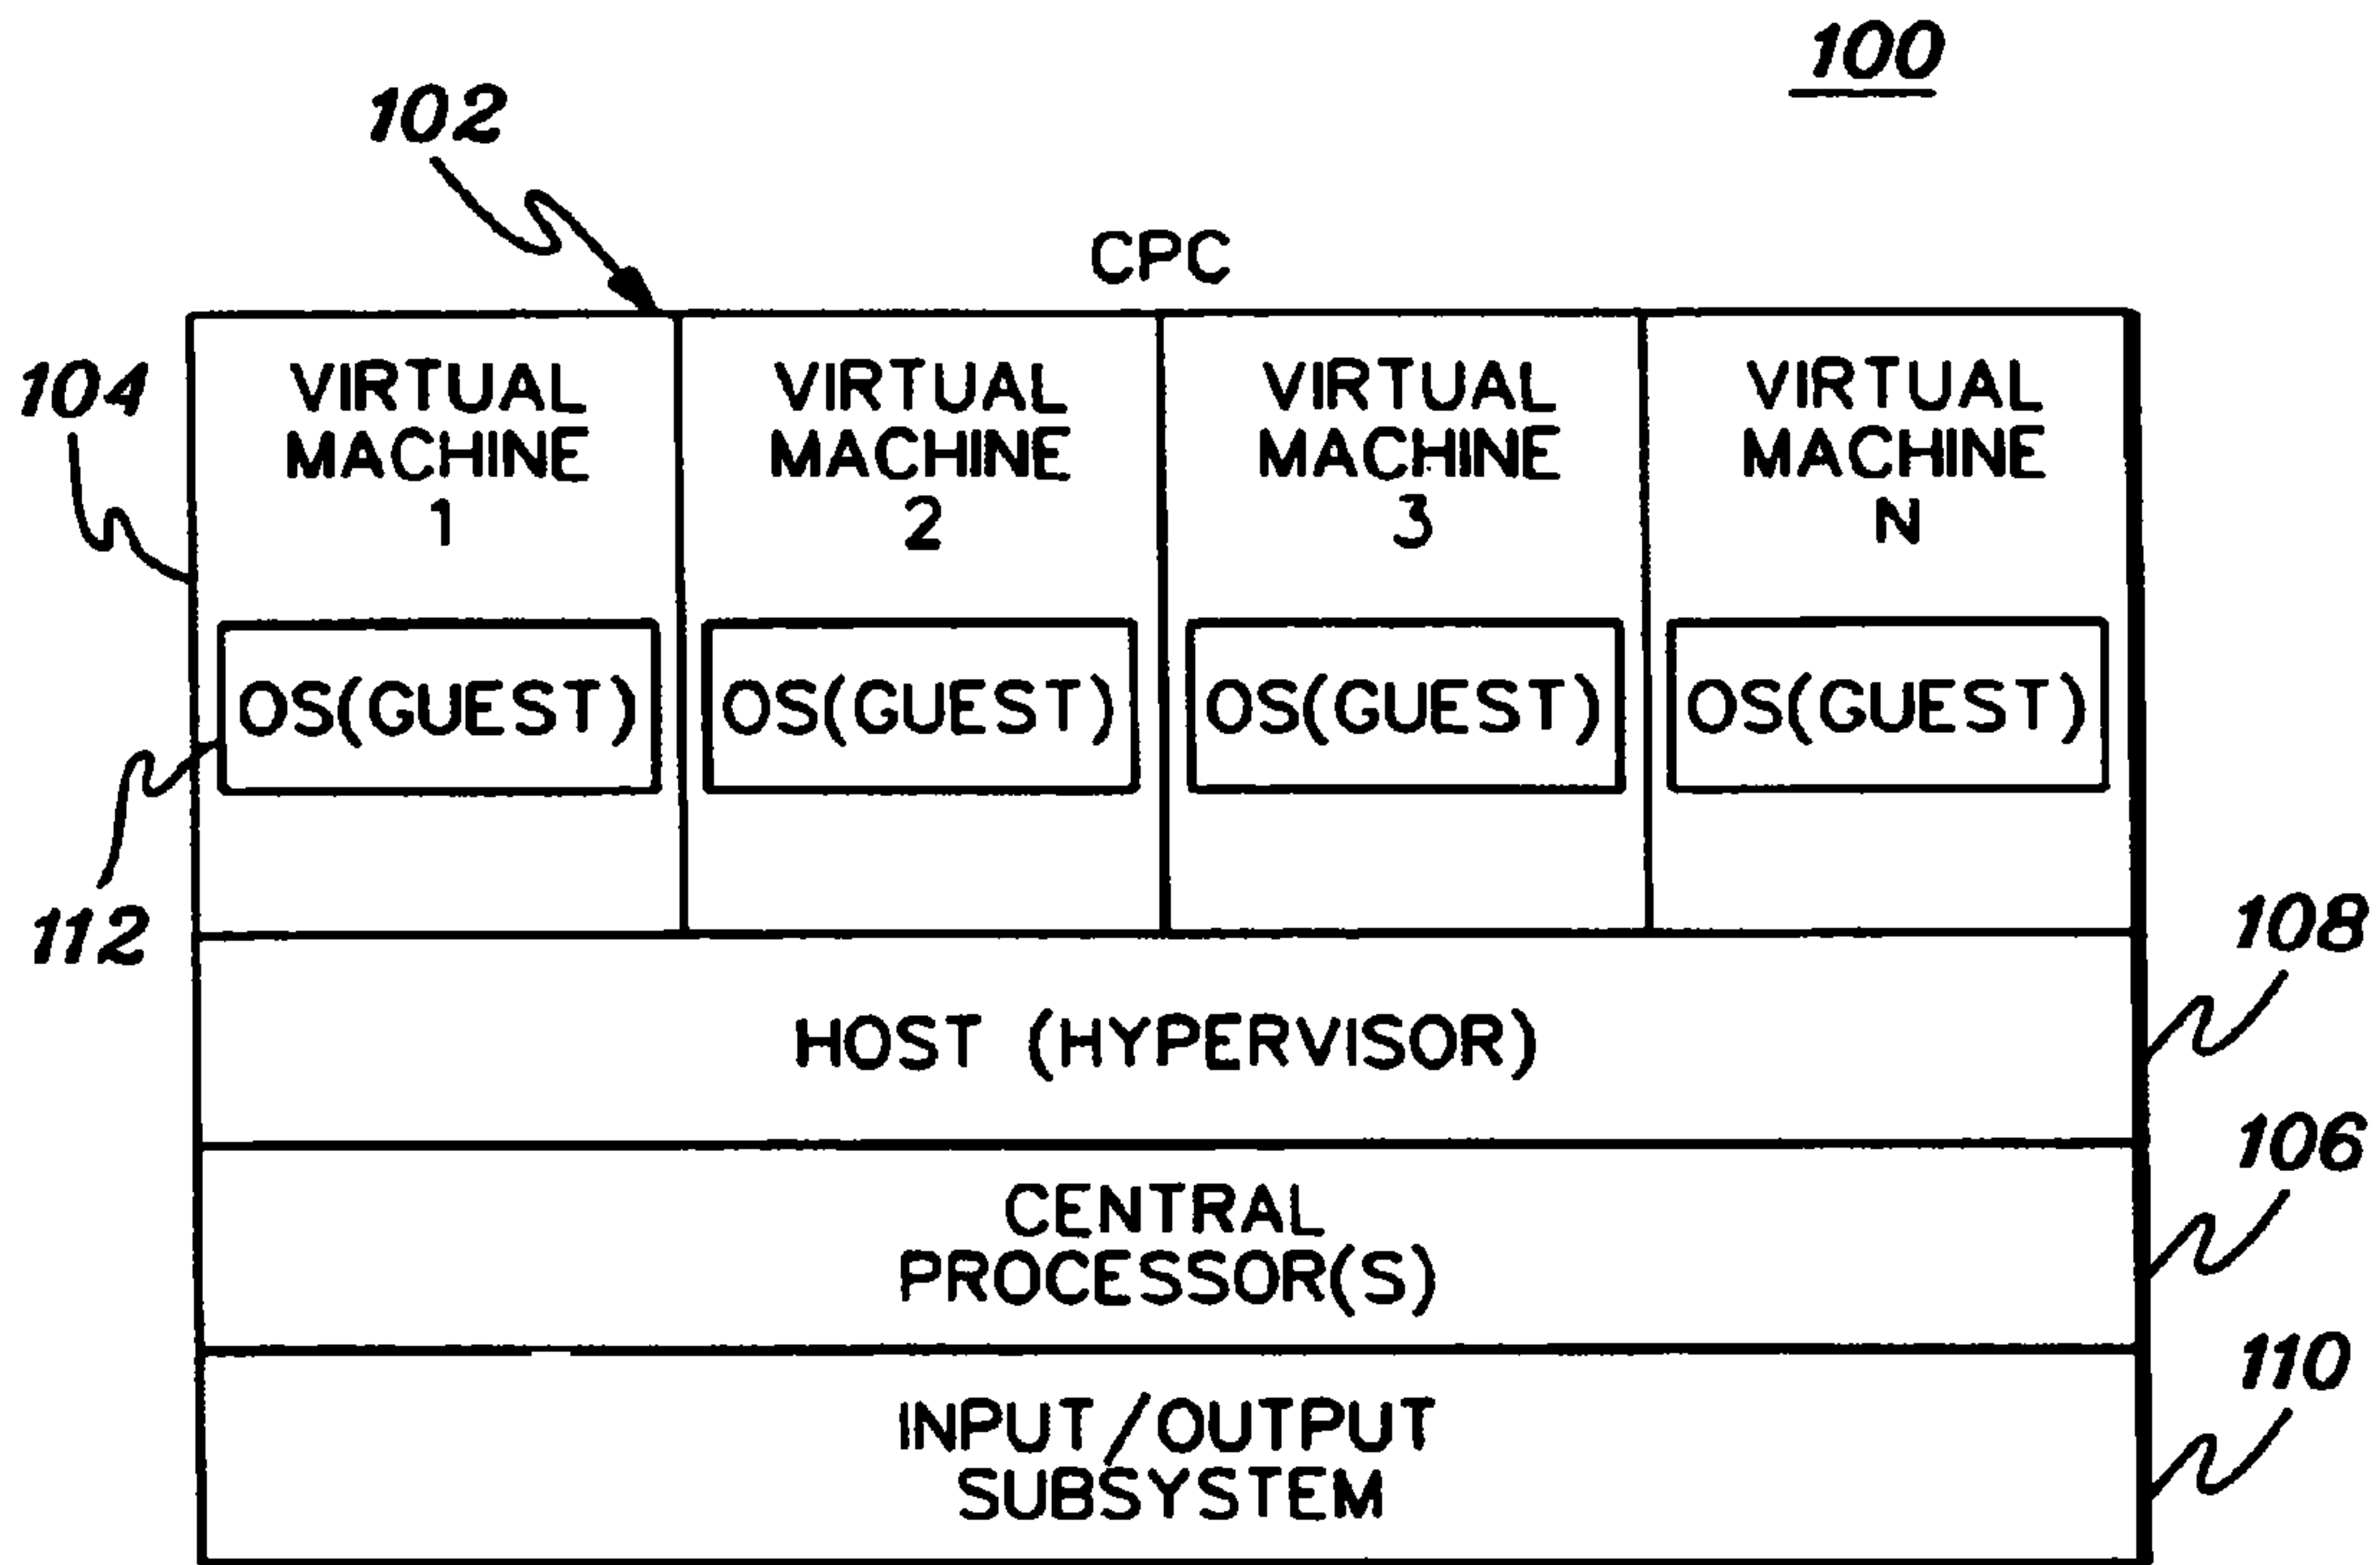 100
102
CPC
104
VIRTUAL
MACHINE
1
VIRTUAL
MACHINE
2
VIRTUAL
MACHINE
3
VIRTUAL
MACHINE
N
OS(GUEST)
OS(GUEST)
OS(GUEST)
OS(GUEST)
112
108
HOST (HYPERVISOR)
106
CENTRAL
PROCESSOR(S)
110
INPUT/OUTPUT
SUBSYSTEM